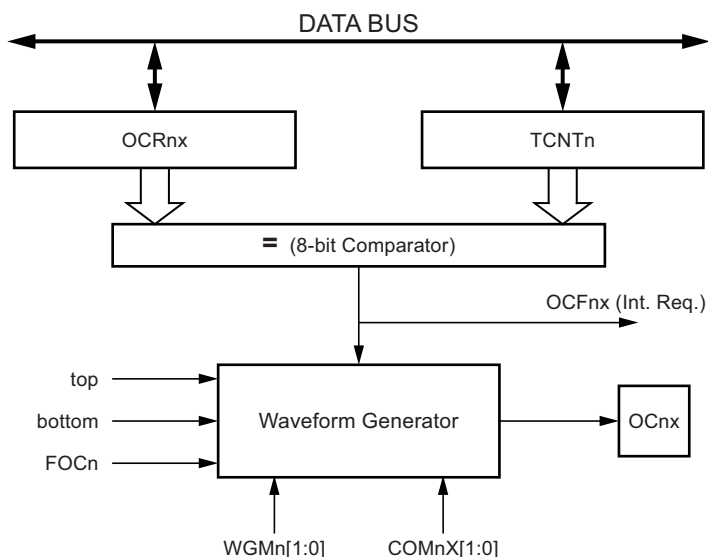 DATA BUS
OCRnx
TCNTn
= (8-bit Comparator)
OCFnx (Int. Req.)
top
bottom
FOCn
Waveform Generator
OCnx
WGMn[1:0]
COMnX[1:0]